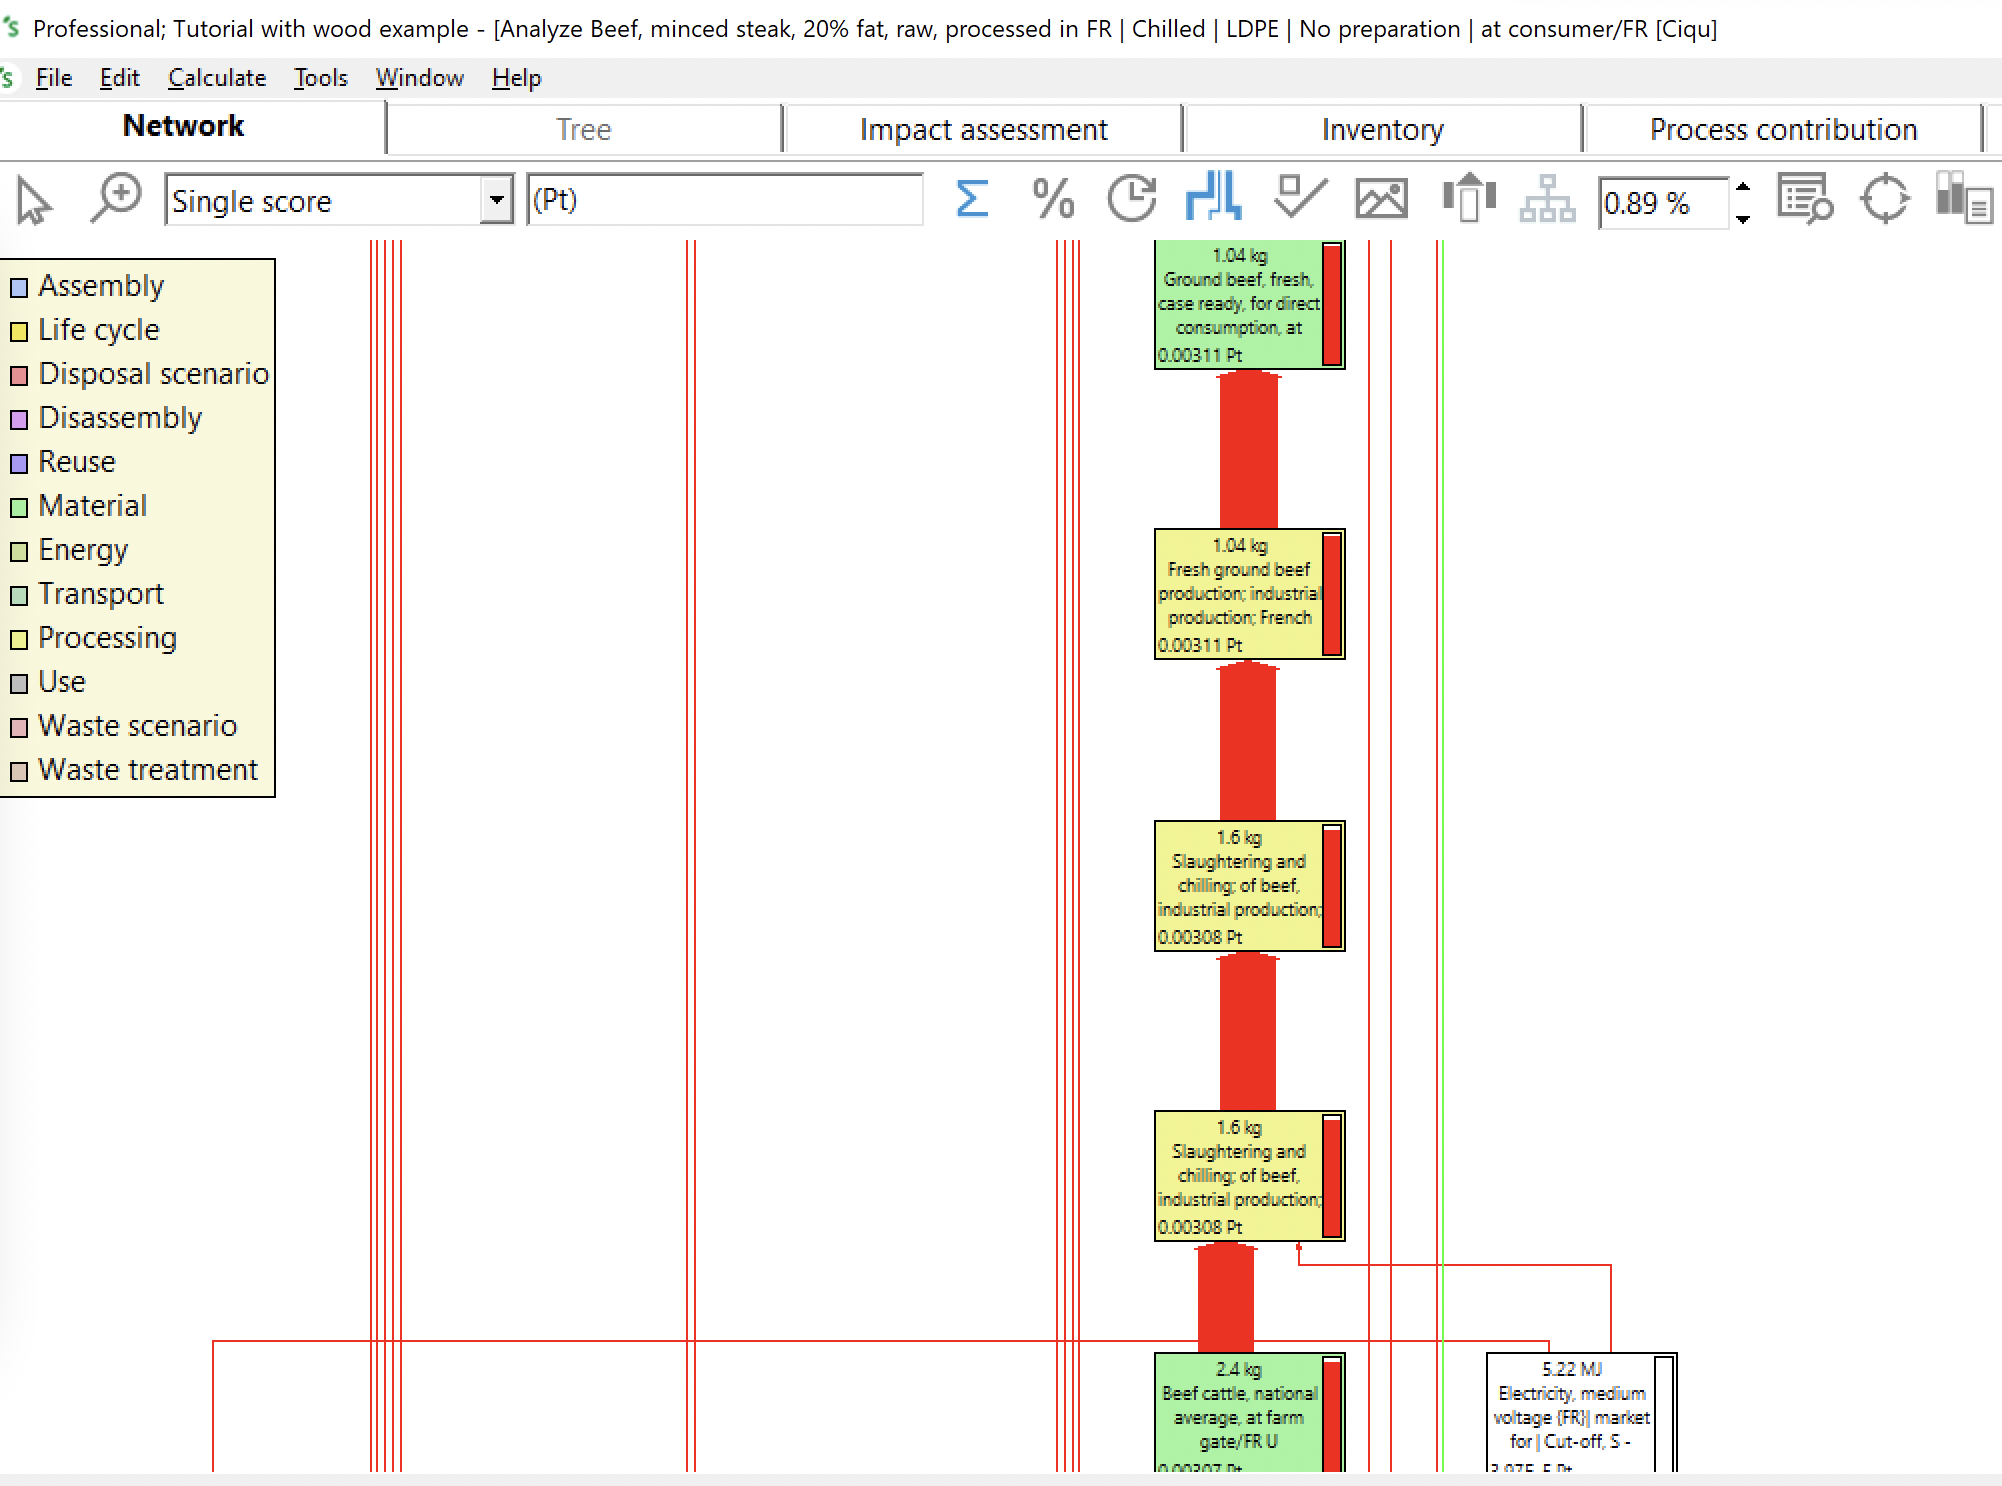 Professional; Tutorial with wood example - [Analyze Beef, minced steak, 20% fat, raw, processed in FR | Chilled | LDPE | No preparation | at consumer/FR [Ciqu]
File Edit Calculate Tools Window Help
Network Tree Impact assessment Inventory Process contribution
Single score (Pt) Σ % 0.89 %
Assembly
Life cycle
Disposal scenario
Disassembly
Reuse
Material
Energy
Transport
Processing
Use
Waste scenario
Waste treatment
1.04 kg
Ground beef, fresh,
case ready, for direct
consumption, at
0.00311 Pt
1.04 kg
Fresh ground beef
production; industrial
production; French
0.00311 Pt
1.6 kg
Slaughtering and
chilling; of beef,
industrial production;
0.00308 Pt
1.6 kg
Slaughtering and
chilling; of beef,
industrial production;
0.00308 Pt
2.4 kg
Beef cattle, national
average, at farm
gate/FR U
0.00307 Pt
5.22 MJ
Electricity, medium
voltage {FR}| market
for | Cut-off, S -
3.97E-5 Pt